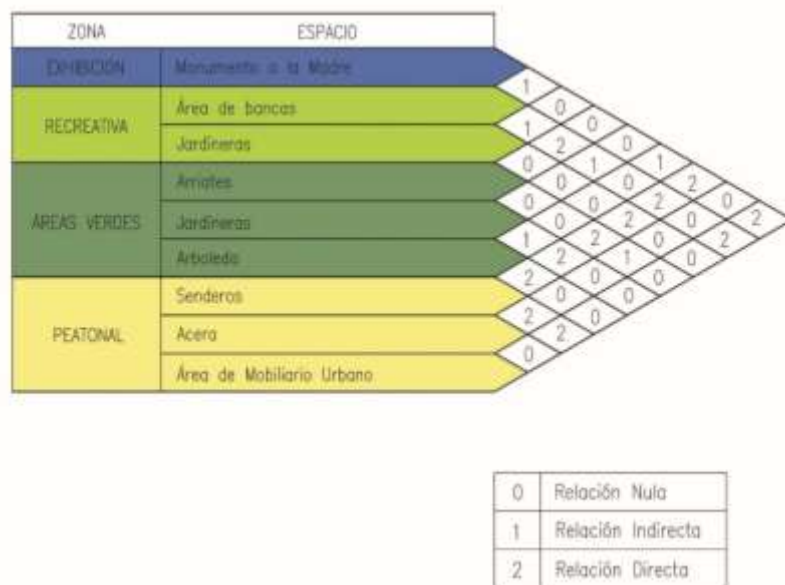 ZONA ESPACIO
EXHIBICIÓN Monumento a la Madre
1
Área de bancas 0
RECREATIVA 1 0
Jardineras 2 0
0 1 1
Arriates 0 0 2
0 0 2 0
ÁREAS VERDES Jardineras 0 2 0 2
1 2 0 2
Arboleda 2 1 0
2 0 0
Senderos 0 0
2 0
PEATONAL Acera 2
0
Área de Mobiliario Urbano
0 Relación Nula
1 Relación Indirecta
2 Relación Directa